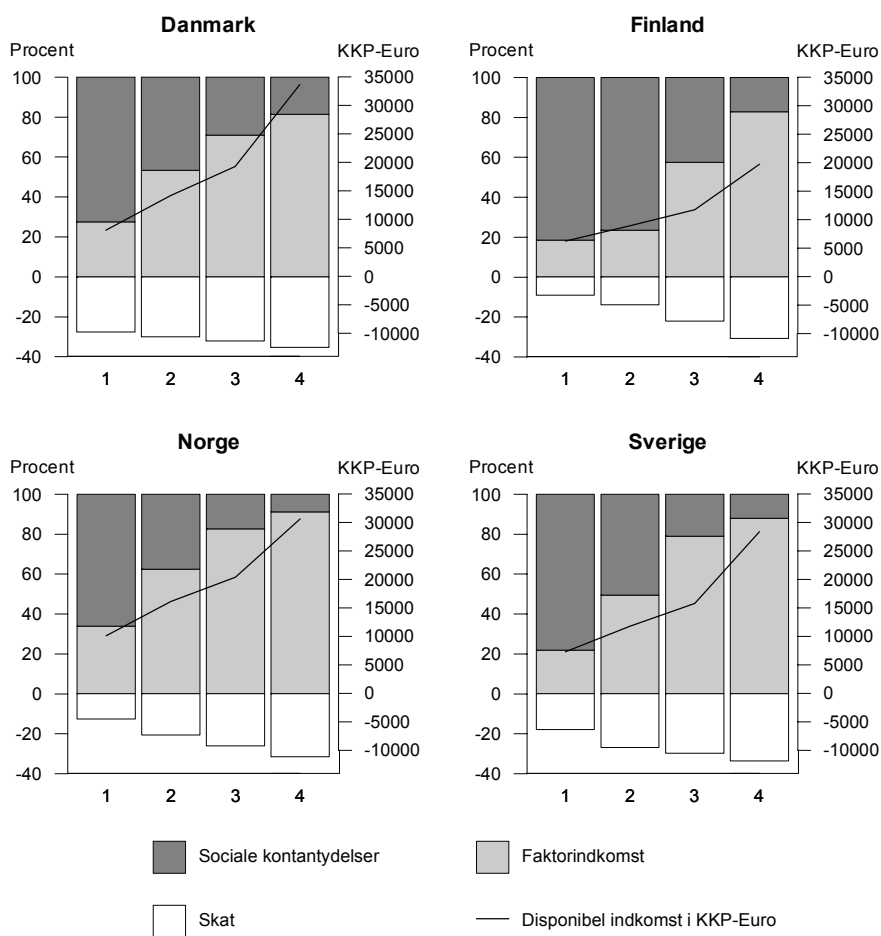 Danmark
Procent KKP-Euro
100 35000
80 30000
60 25000
40 20000
20 15000
0 10000
-20 5000
-40 0
-5000
-10000
1 2 3 4
Finland
Procent KKP-Euro
100 35000
80 30000
60 25000
40 20000
20 15000
0 10000
-20 5000
-40 0
-5000
-10000
1 2 3 4
Norge
Procent KKP-Euro
100 35000
80 30000
60 25000
40 20000
20 15000
0 10000
-20 5000
-40 0
-5000
-10000
1 2 3 4
Sverige
Procent KKP-Euro
100 35000
80 30000
60 25000
40 20000
20 15000
0 10000
-20 5000
-40 0
-5000
-10000
1 2 3 4
Sociale kontantydelser Faktorindkomst
Skat Disponibel indkomst i KKP-Euro